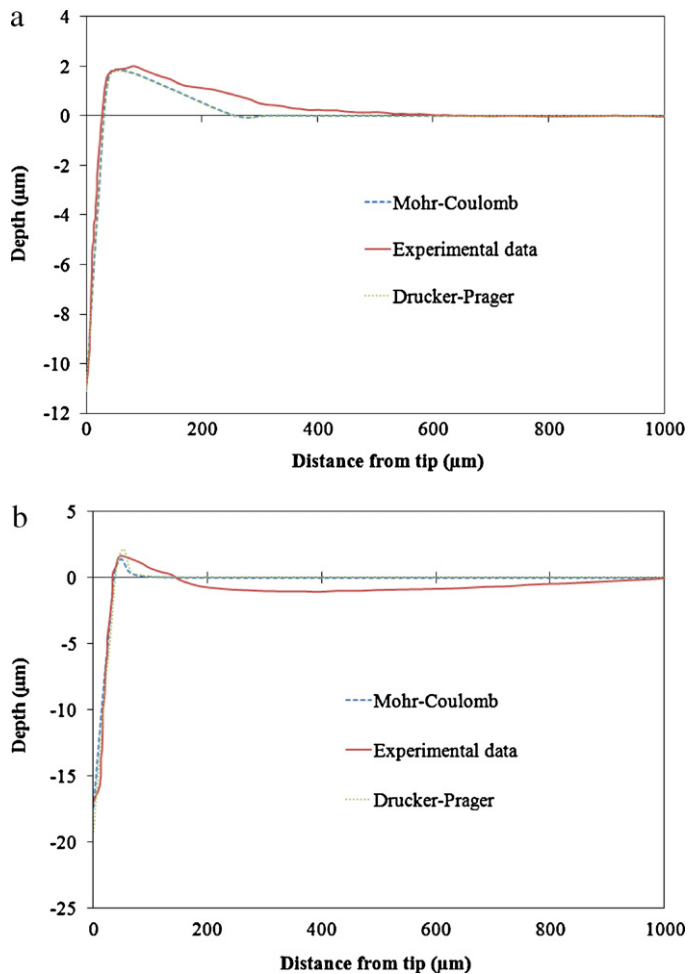 a
4
2
0
-2
-4
-6
-8
-10
-12
Depth (µm)
Mohr-Coulomb
Experimental data
Drucker-Prager
0 200 400 600 800 1000
Distance from tip (µm)
b
5
0
-5
-10
-15
-20
-25
Depth (µm)
Mohr-Coulomb
Experimental data
Drucker-Prager
0 200 400 600 800 1000
Distance from tip (µm)